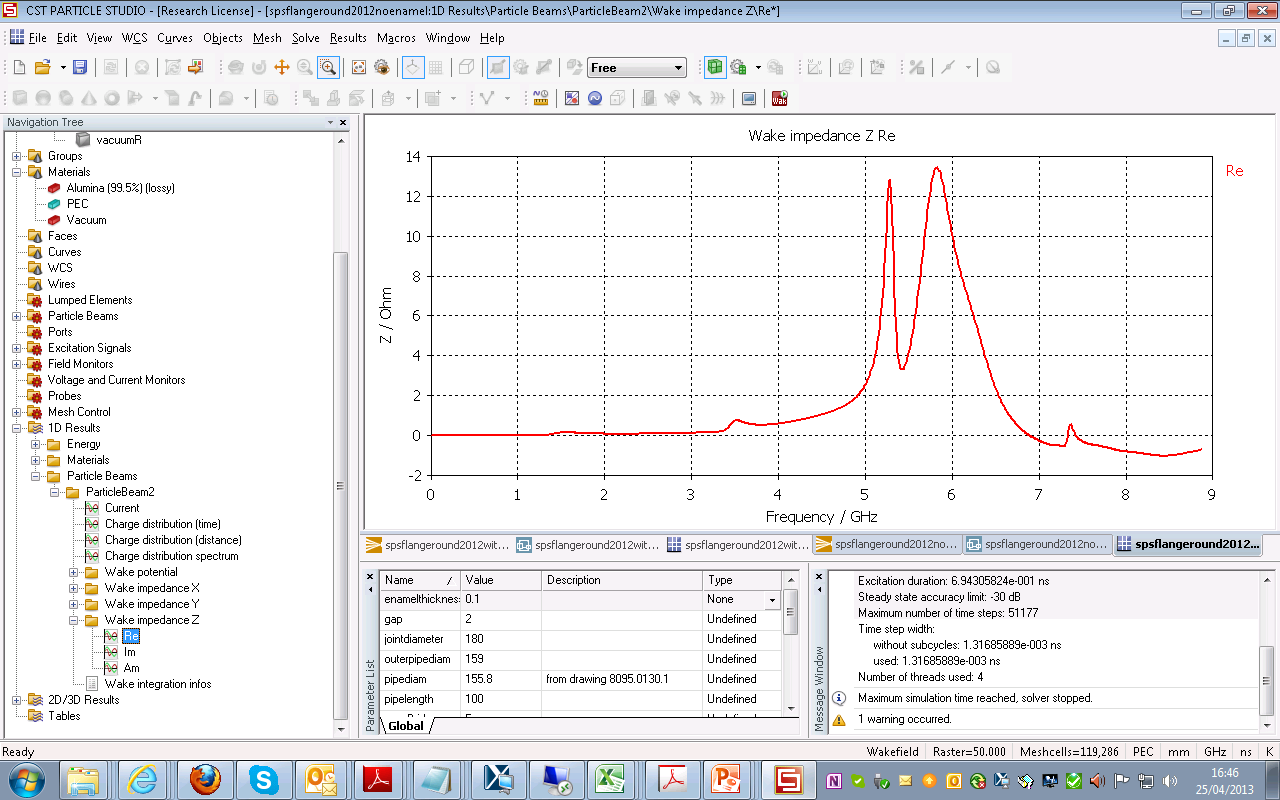 CST PARTICLE STUDIO - [Research License] - [spsflangeround2012noenamel:1D Results\Particle Beams\ParticleBeam2\Wake impedance Z\Re*]
File Edit View WCS Curves Objects Mesh Solve Results Macros Window Help
Free
Wak
Navigation Tree
vacuumR
Groups
Materials
Alumina (99.5%) (lossy)
PEC
Vacuum
Faces
Curves
WCS
Wires
Lumped Elements
Particle Beams
Ports
Excitation Signals
Field Monitors
Voltage and Current Monitors
Probes
Mesh Control
1D Results
Energy
Materials
Particle Beams
ParticleBeam2
Current
Charge distribution (time)
Charge distribution (distance)
Charge distribution spectrum
Wake potential
Wake impedance X
Wake impedance Y
Wake impedance Z
Re
Im
Am
Wake integration infos
2D/3D Results
Tables
Wake impedance Z Re
Re
14
12
10
8
6
4
2
0
-2
Z / Ohm
0 1 2 3 4 5 6 7 8 9
Frequency / GHz
spsflangeround2012wit... spsflangeround2012wit... spsflangeround2012wit... spsflangeround2012no... spsflangeround2012no... spsflangeround2012...
Parameter List
Name / Value Description Type
enamelthickness 0.1 None
gap 2 Undefined
jointdiameter 180 Undefined
outerpipediam 159 Undefined
pipediam 155.8 from drawing 8095.0130.1 Undefined
pipelength 100 Undefined
Global
Message Window
Excitation duration: 6.94305824e-001 ns
Steady state accuracy limit: -30 dB
Maximum number of time steps: 51177
Time step width:
without subcycles: 1.31685889e-003 ns
used: 1.31685889e-003 ns
Number of threads used: 4
Maximum simulation time reached, solver stopped.
1 warning occurred.
Ready
Wakefield Raster=50.000 Meshcells=119,286 PEC mm GHz ns K
16:46
25/04/2013